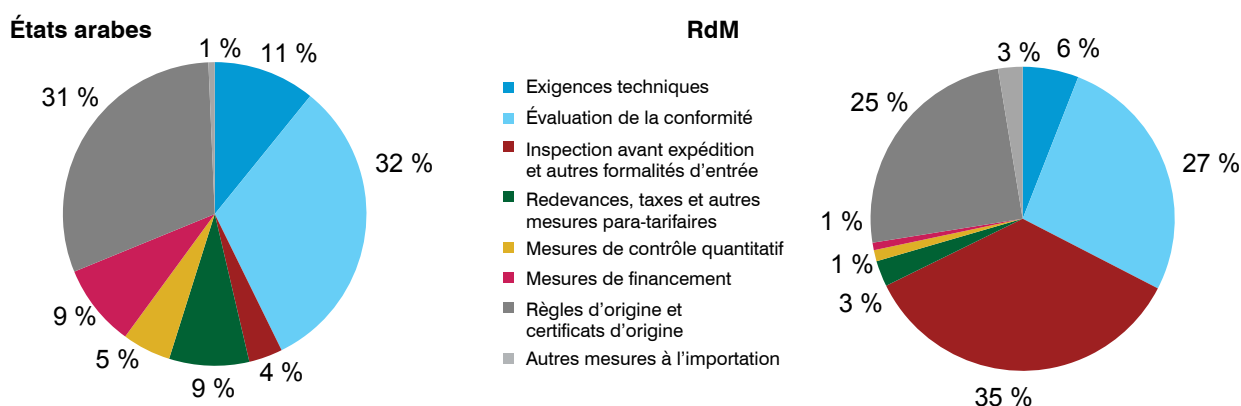 États arabes
1 %
11 %
32 %
4 %
9 %
5 %
9 %
31 %
Exigences techniques
Évaluation de la conformité
Inspection avant expédition
et autres formalités d’entrée
Redevances, taxes et autres
mesures para-tarifaires
Mesures de contrôle quantitatif
Mesures de financement
Règles d’origine et
certificats d’origine
Autres mesures à l’importation
RdM
3 %
6 %
27 %
35 %
3 %
1 %
1 %
25 %